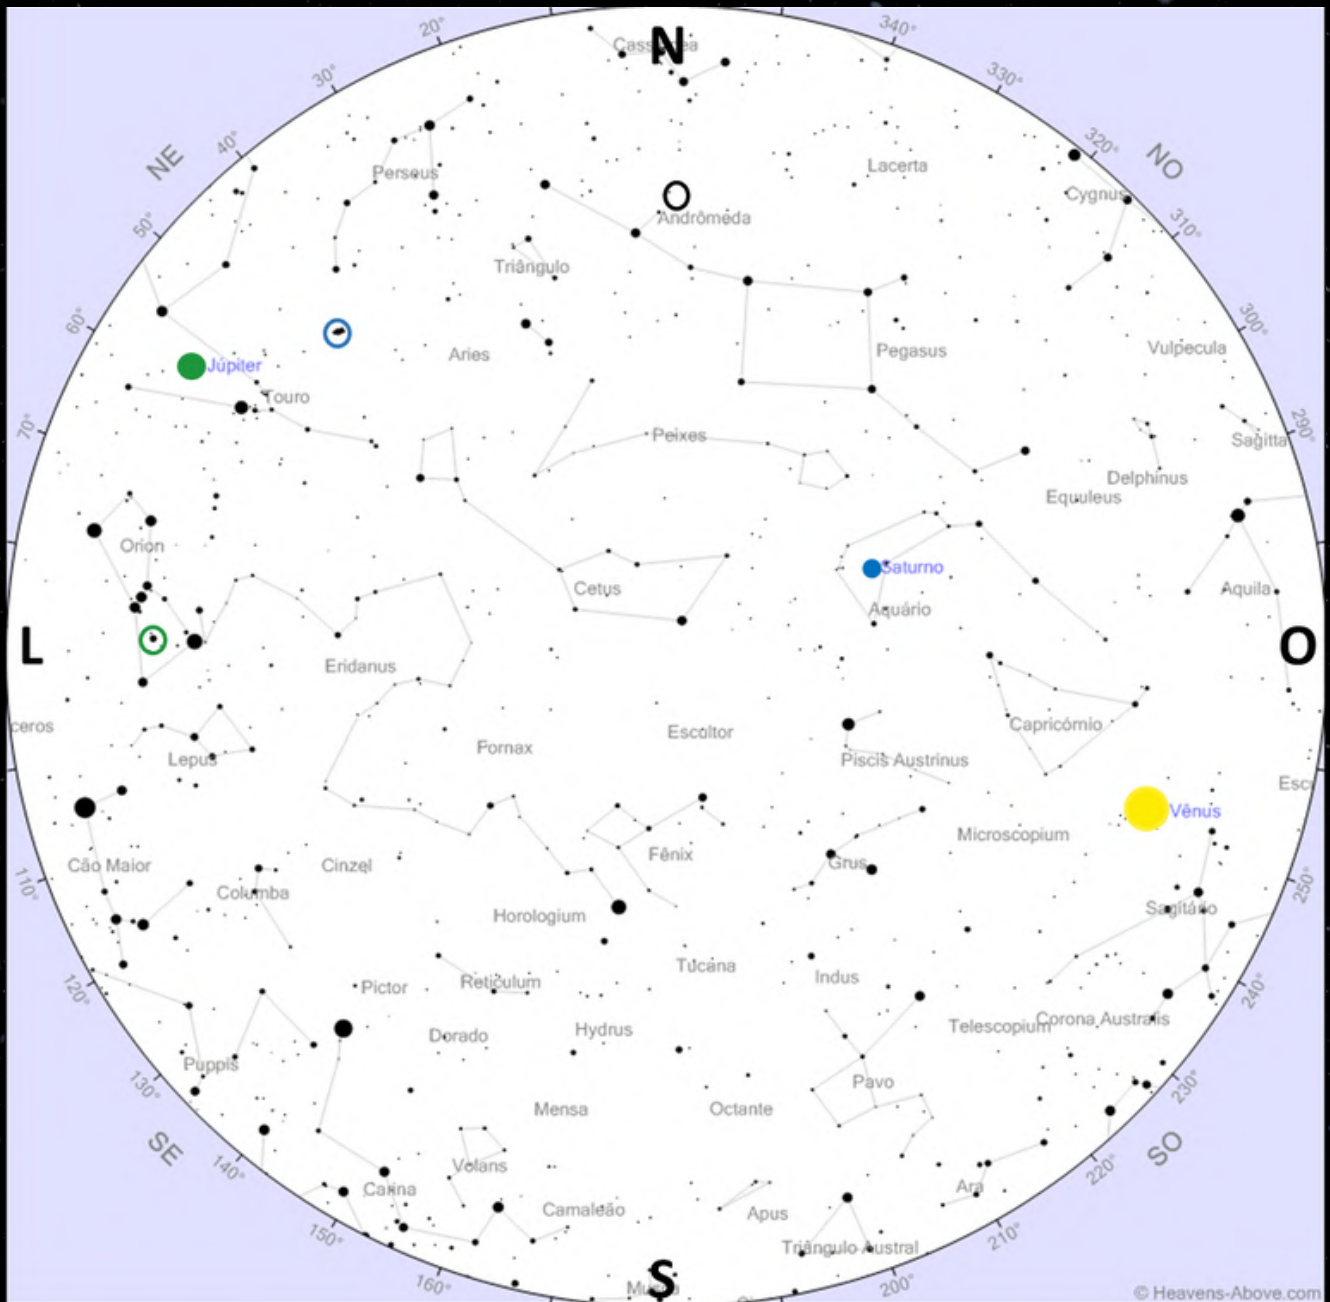 N
Cassiopeia
20°
340°
30°
330°
NE
40°
Perseus
Lacerta
320°
NO
Cygnus
50°
Andrômeda
310°
Triângulo
60°
Júpiter
Aries
Pegasus
300°
Vulpecula
Touro
70°
Peixes
290°
Sagitta
Delphinus
Equuleus
Orion
Cetus
Saturno
Aquário
Aquila
L
O
Eridanus
ceros
Lepus
Fornax
Escultor
Capricórnio
Piscis Austrinus
Escu
Vênus
Microscopium
Cão Maior
Cinzel
Fênix
Grus
110°
Columba
250°
Horologium
Sagitário
Tucana
Indus
120°
Pictor
Reticulum
240°
Dorado
Hydrus
Telescopium
Corona Australis
Puppis
130°
Pavo
230°
Mensa
Octante
SE
SO
140°
Volans
220°
Carina
Ara
Camaleão
Apus
150°
210°
Triângulo Austral
160°
S
200°
© Heavens-Above.com